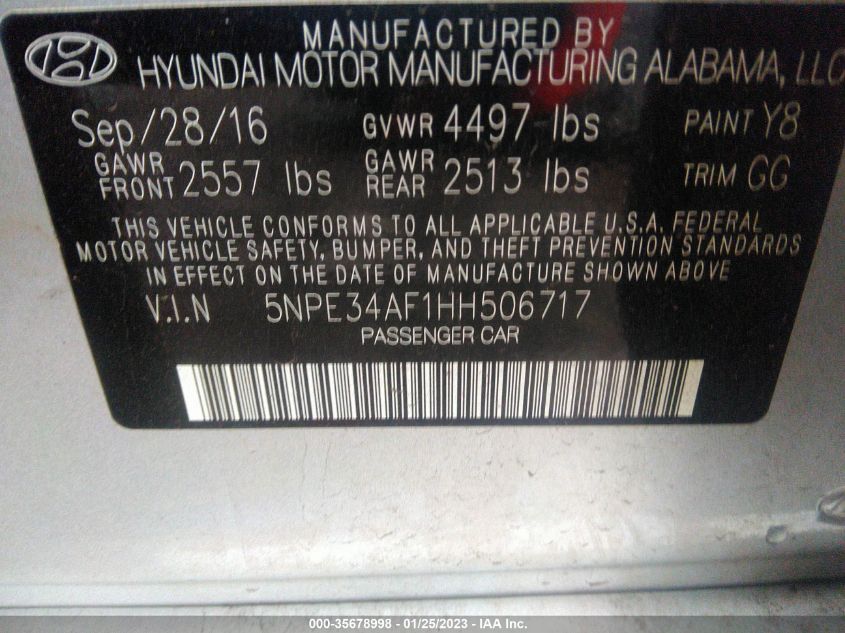 MANUFACTURED BY
HYUNDAI MOTOR MANUFACTURING ALABAMA, LLC
Sep/28/16 GVWR 4497 lbs PAINT Y8
GAWR FRONT 2557 lbs GAWR REAR 2513 lbs TRIM GG
THIS VEHICLE CONFORMS TO ALL APPLICABLE U.S.A. FEDERAL
MOTOR VEHICLE SAFETY, BUMPER, AND THEFT PREVENTION STANDARDS
IN EFFECT ON THE DATE OF MANUFACTURE SHOWN ABOVE
V.I.N 5NPE34AF1HH506717
PASSENGER CAR
000-35678998 - 01/25/2023 - IAA Inc.